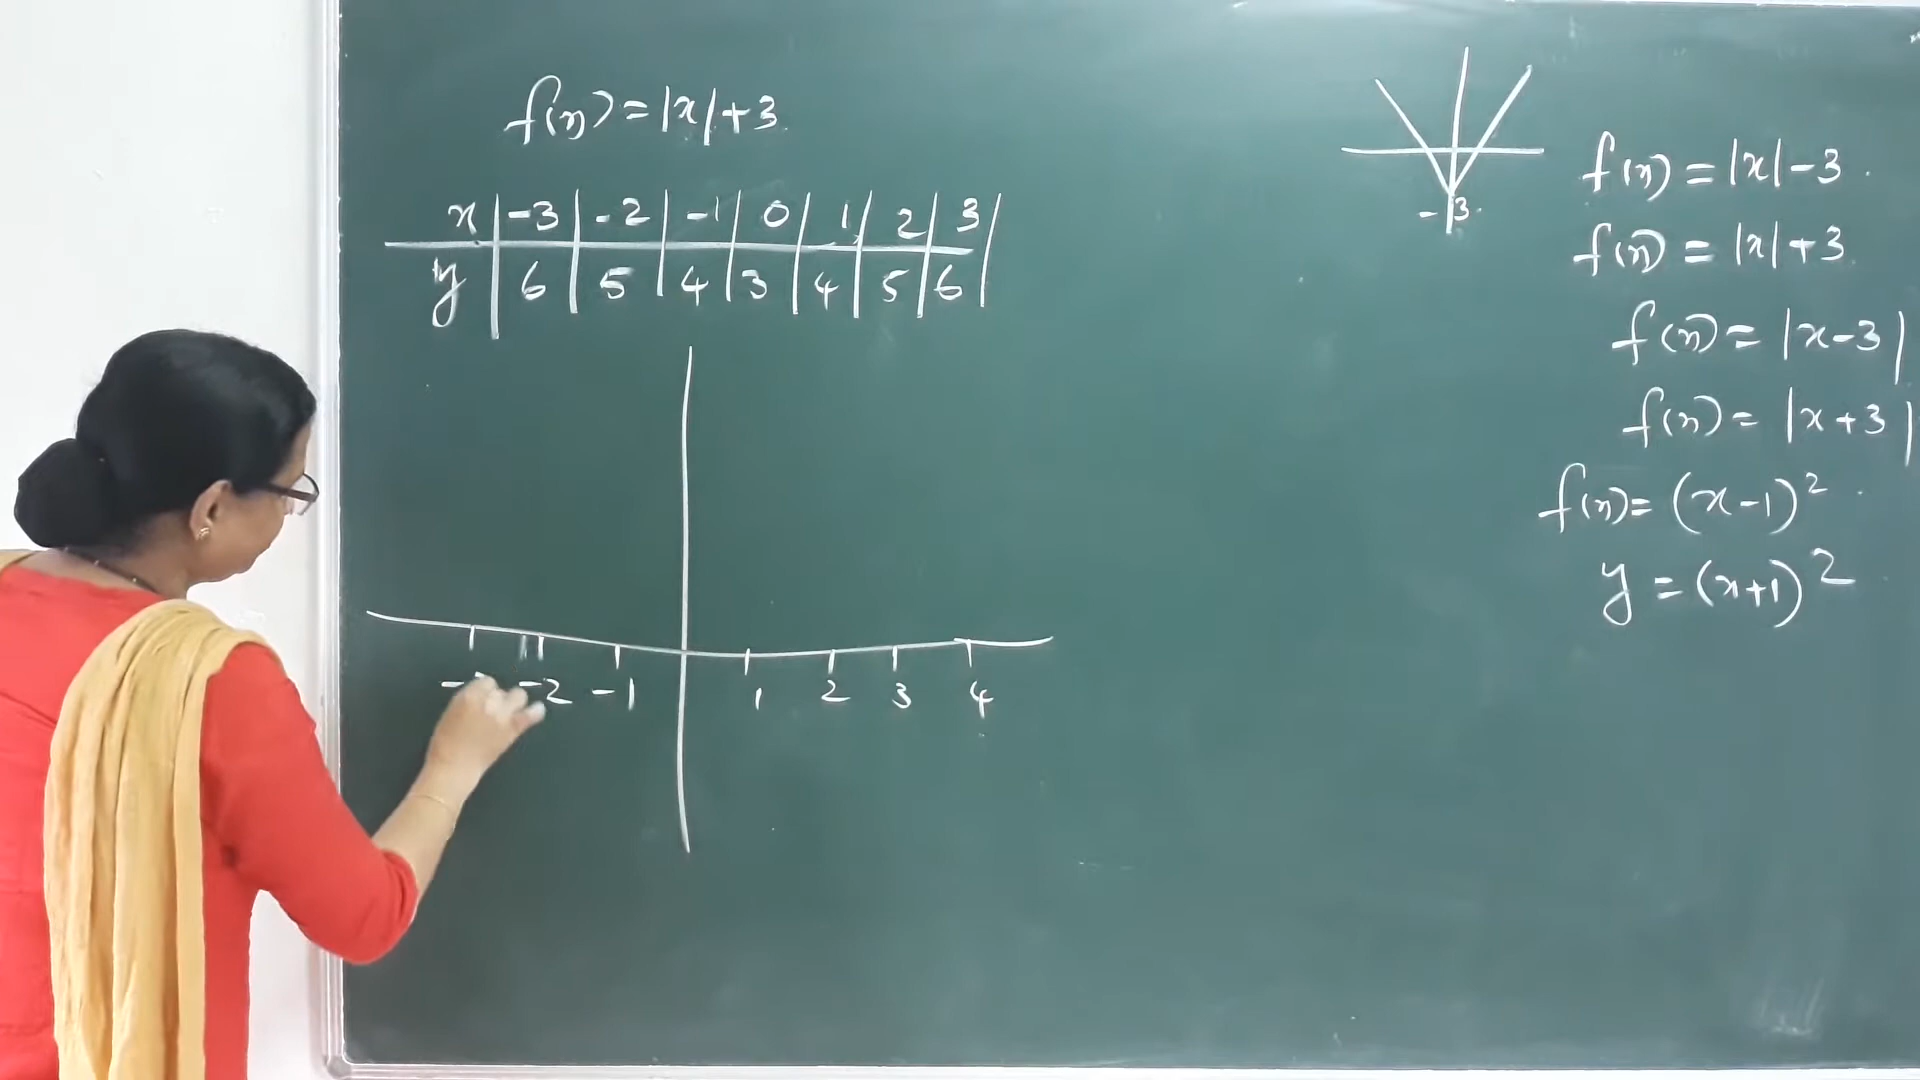 f(x) = |x| + 3
x | -3 | -2 | -1 | 0 | 1 | 2 | 3 |
y | 6 | 5 | 4 | 3 | 4 | 5 | 6 |
-2 -1 1 2 3 4
-3
f(x) = |x| - 3
f(x) = |x| + 3
f(x) = |x - 3|
f(x) = |x + 3|
f(x) = (x - 1)²
y = (x + 1)²